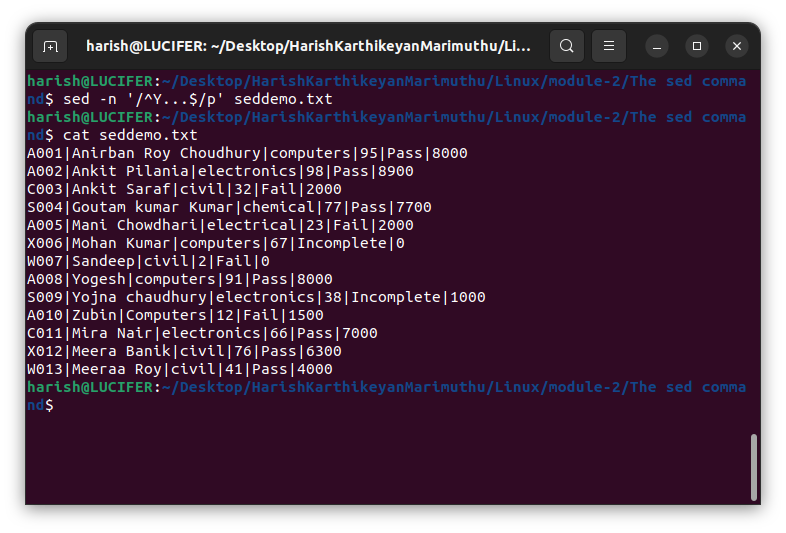 harish@LUCIFER: ~/Desktop/HarishKarthikeyanMarimuthu/Li...
harish@LUCIFER:~/Desktop/HarishKarthikeyanMarimuthu/Linux/module-2/The sed comma
nd$ sed -n '/^Y...$/p' seddemo.txt
harish@LUCIFER:~/Desktop/HarishKarthikeyanMarimuthu/Linux/module-2/The sed comma
nd$ cat seddemo.txt
A001|Anirban Roy Choudhury|computers|95|Pass|8000
A002|Ankit Pilania|electronics|98|Pass|8900
C003|Ankit Saraf|civil|32|Fail|2000
S004|Goutam kumar Kumar|chemical|77|Pass|7700
A005|Mani Chowdhari|electrical|23|Fail|2000
X006|Mohan Kumar|computers|67|Incomplete|0
W007|Sandeep|civil|2|Fail|0
A008|Yogesh|computers|91|Pass|8000
S009|Yojna chaudhury|electronics|38|Incomplete|1000
A010|Zubin|Computers|12|Fail|1500
C011|Mira Nair|electronics|66|Pass|7000
X012|Meera Banik|civil|76|Pass|6300
W013|Meeraa Roy|civil|41|Pass|4000
harish@LUCIFER:~/Desktop/HarishKarthikeyanMarimuthu/Linux/module-2/The sed comma
nd$